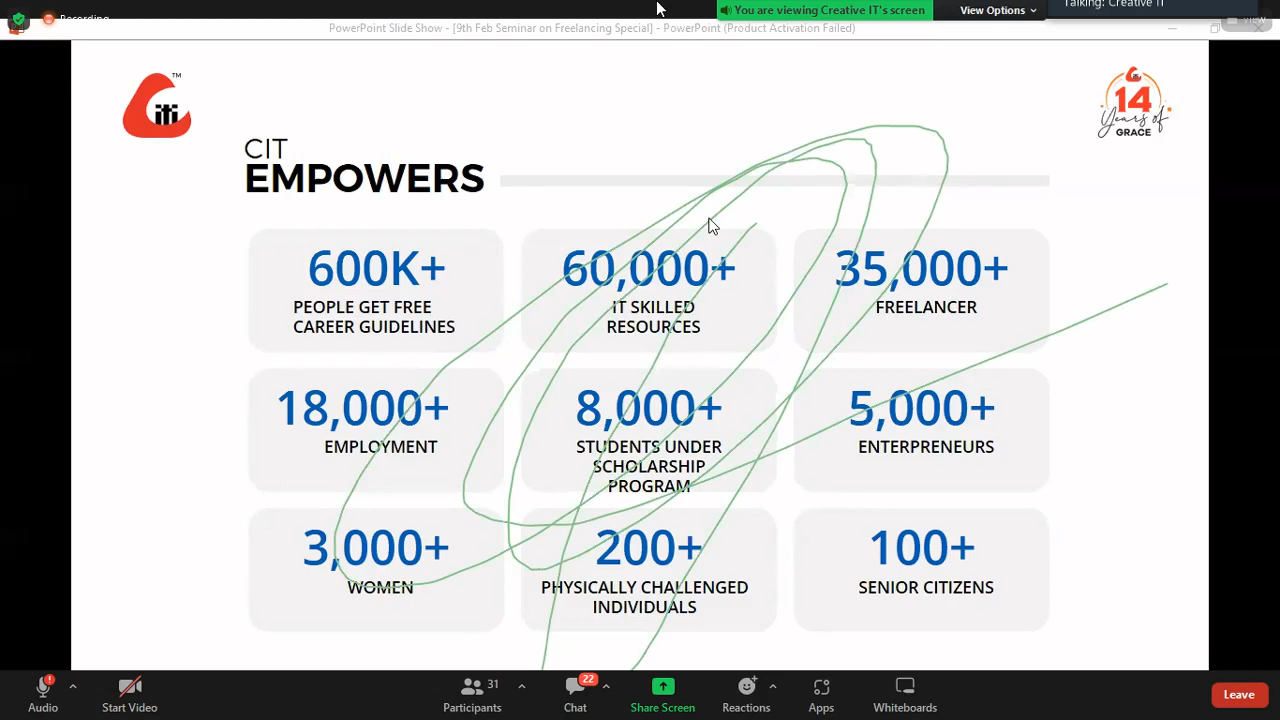 You are viewing Creative IT's screen
View Options
Talking: Creative IT
Recording
View
PowerPoint Slide Show - [9th Feb Seminar on Freelancing Special] - PowerPoint (Product Activation Failed)
TM
14
Years of
GRACE
CIT
EMPOWERS
600K+
PEOPLE GET FREE
CAREER GUIDELINES
60,000+
IT SKILLED
RESOURCES
35,000+
FREELANCER
18,000+
EMPLOYMENT
8,000+
STUDENTS UNDER
SCHOLARSHIP
PROGRAM
5,000+
ENTERPRENEURS
3,000+
WOMEN
200+
PHYSICALLY CHALLENGED
INDIVIDUALS
100+
SENIOR CITIZENS
Audio
Start Video
31
Participants
22
Chat
Share Screen
Reactions
Apps
Whiteboards
Leave